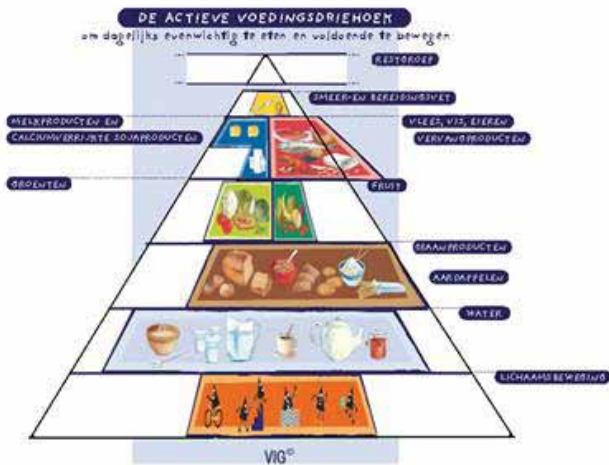 DE ACTIEVE VOEDINGSDRIEHOEK
om dagelijks evenwichtig te eten en voldoende te bewegen
RESTGROEP
SMEER- EN BEREIDINGSVET
MELKPRODUCTEN EN
CALCIUMVERRIJKTE SOJAPRODUCTEN
VLEES, VIS, EIEREN
VERVANGPRODUCTEN
GROENTEN
FRUIT
GRAANPRODUCTEN
AARDAPPELEN
WATER
LICHAAMSBEWEGING
VIG©